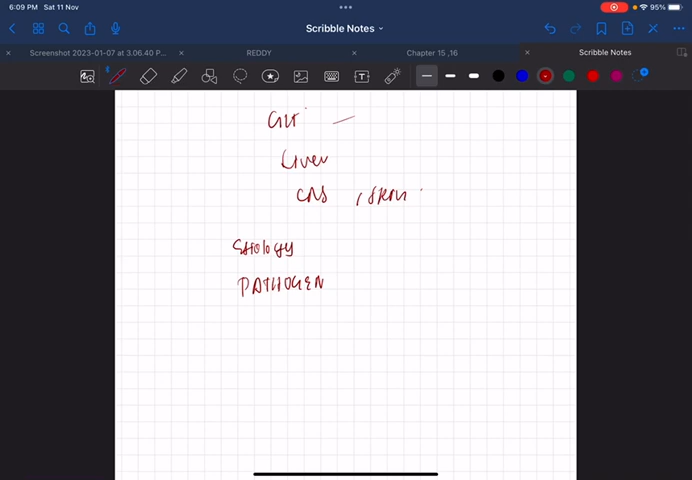 6:09 PM Sat 11 Nov
95%
Scribble Notes
Screenshot 2023-01-07 at 3.06.40 P...
REDDY
Chapter 15 ,16
Scribble Notes
GIT —
Liver
CNS , SKIN
Etiology
PATHOGEN